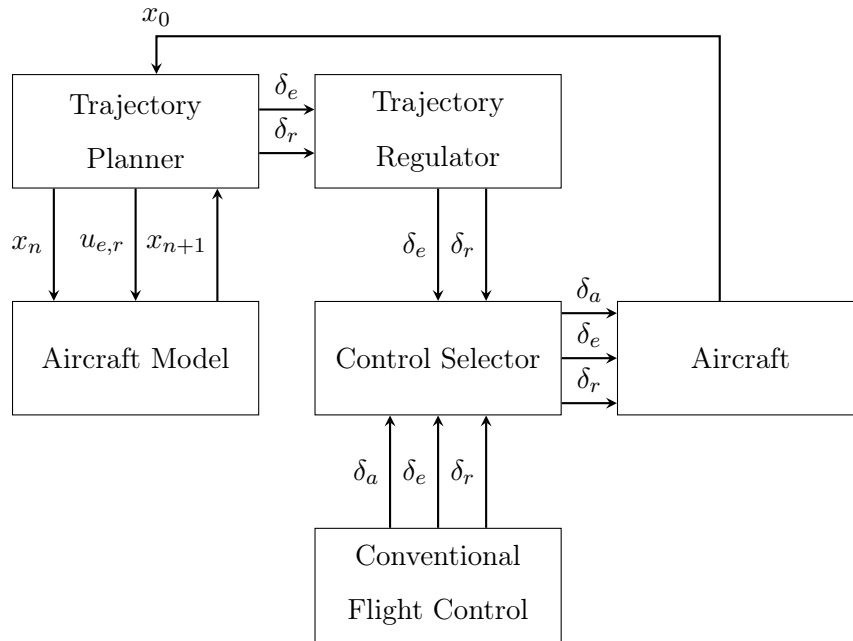 x_0
Trajectory
Planner
δ_e
δ_r
Trajectory
Regulator
x_n
u_{e,r}
x_{n+1}
δ_e
δ_r
Aircraft Model
Control Selector
δ_a
δ_e
δ_r
Aircraft
δ_a
δ_e
δ_r
Conventional
Flight Control